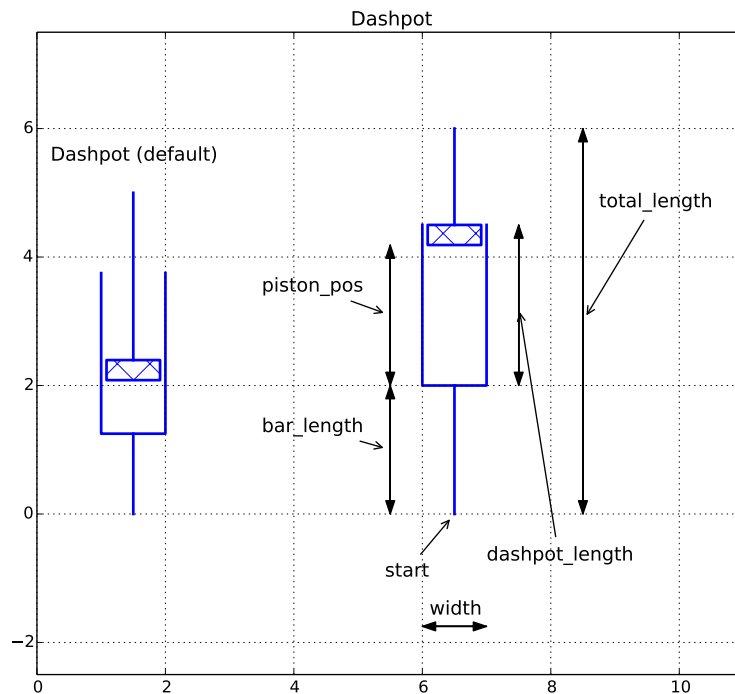 Dashpot
6
Dashpot (default)
total_length
4
piston_pos
2
bar_length
0
start
dashpot_length
width
−2
0 2 4 6 8 10